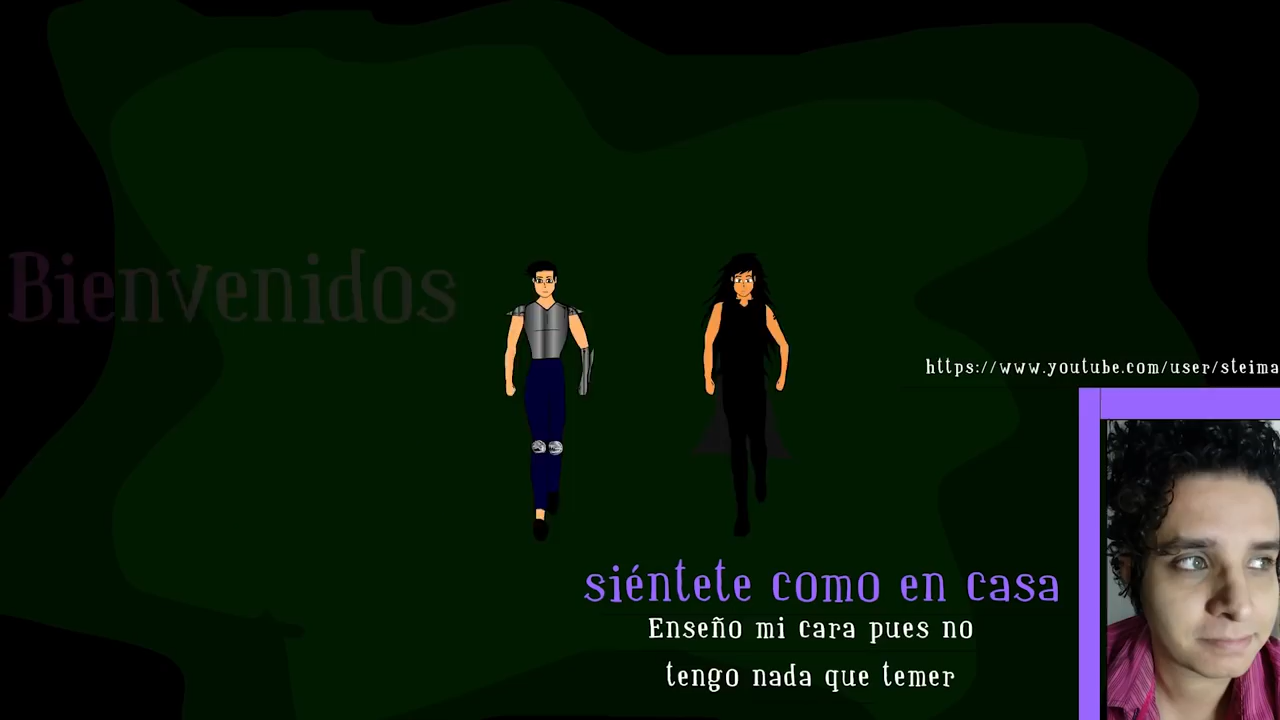 Bienvenidos
https://www.youtube.com/user/steima
siéntete como en casa
Enseño mi cara pues no
tengo nada que temer